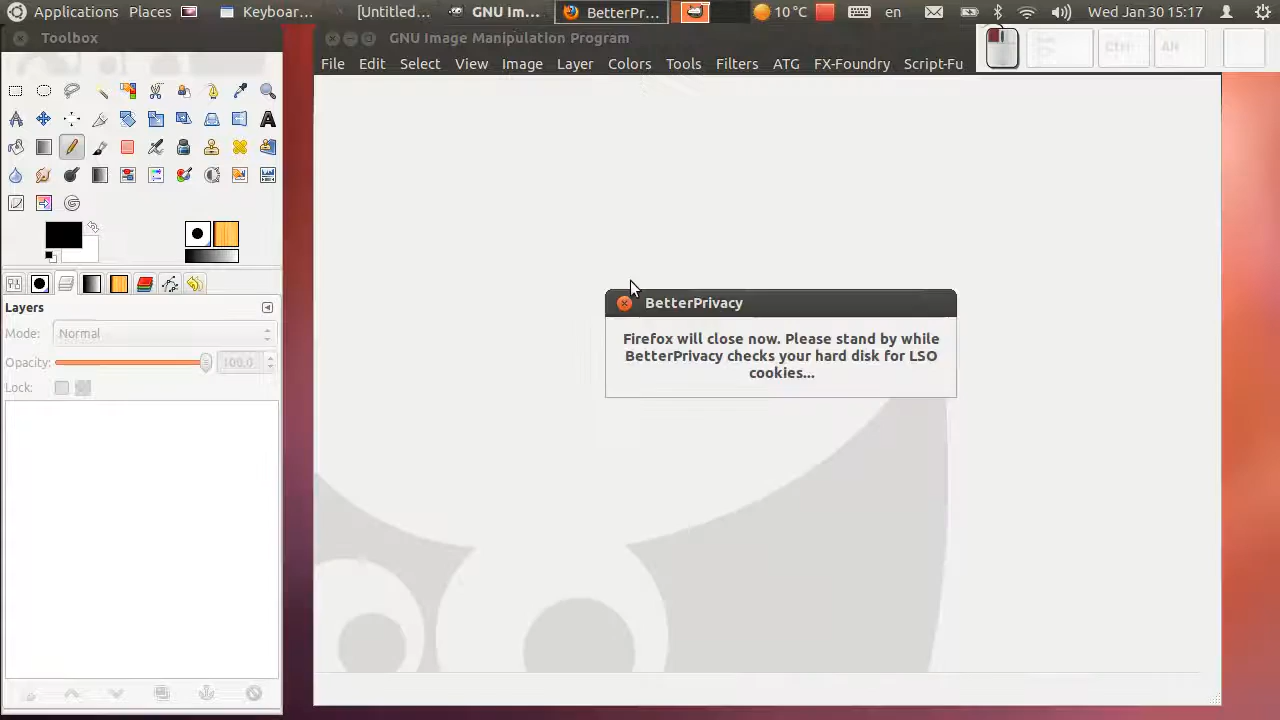 Applications Places Keyboar... [Untitled... GNU Im... BetterPr... 10 °C en Wed Jan 30 15:17
Toolbox
GNU Image Manipulation Program
File Edit Select View Image Layer Colors Tools Filters ATG FX-Foundry Script-Fu
Ctrl
Alt
Layers
Mode: Normal
Opacity: 100.0
Lock:
BetterPrivacy
Firefox will close now. Please stand by while
BetterPrivacy checks your hard disk for LSO
cookies...